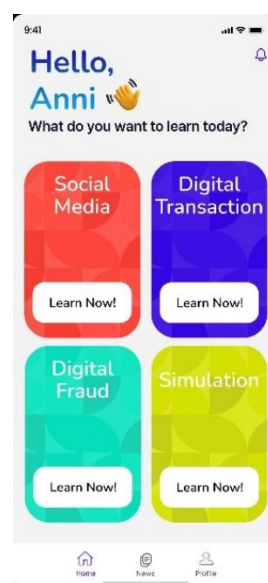 9:41
Hello,
Anni 👋
What do you want to learn today?
Social
Media
Learn Now!
Digital
Transaction
Learn Now!
Digital
Fraud
Learn Now!
Simulation
Learn Now!
Home
News
Profile